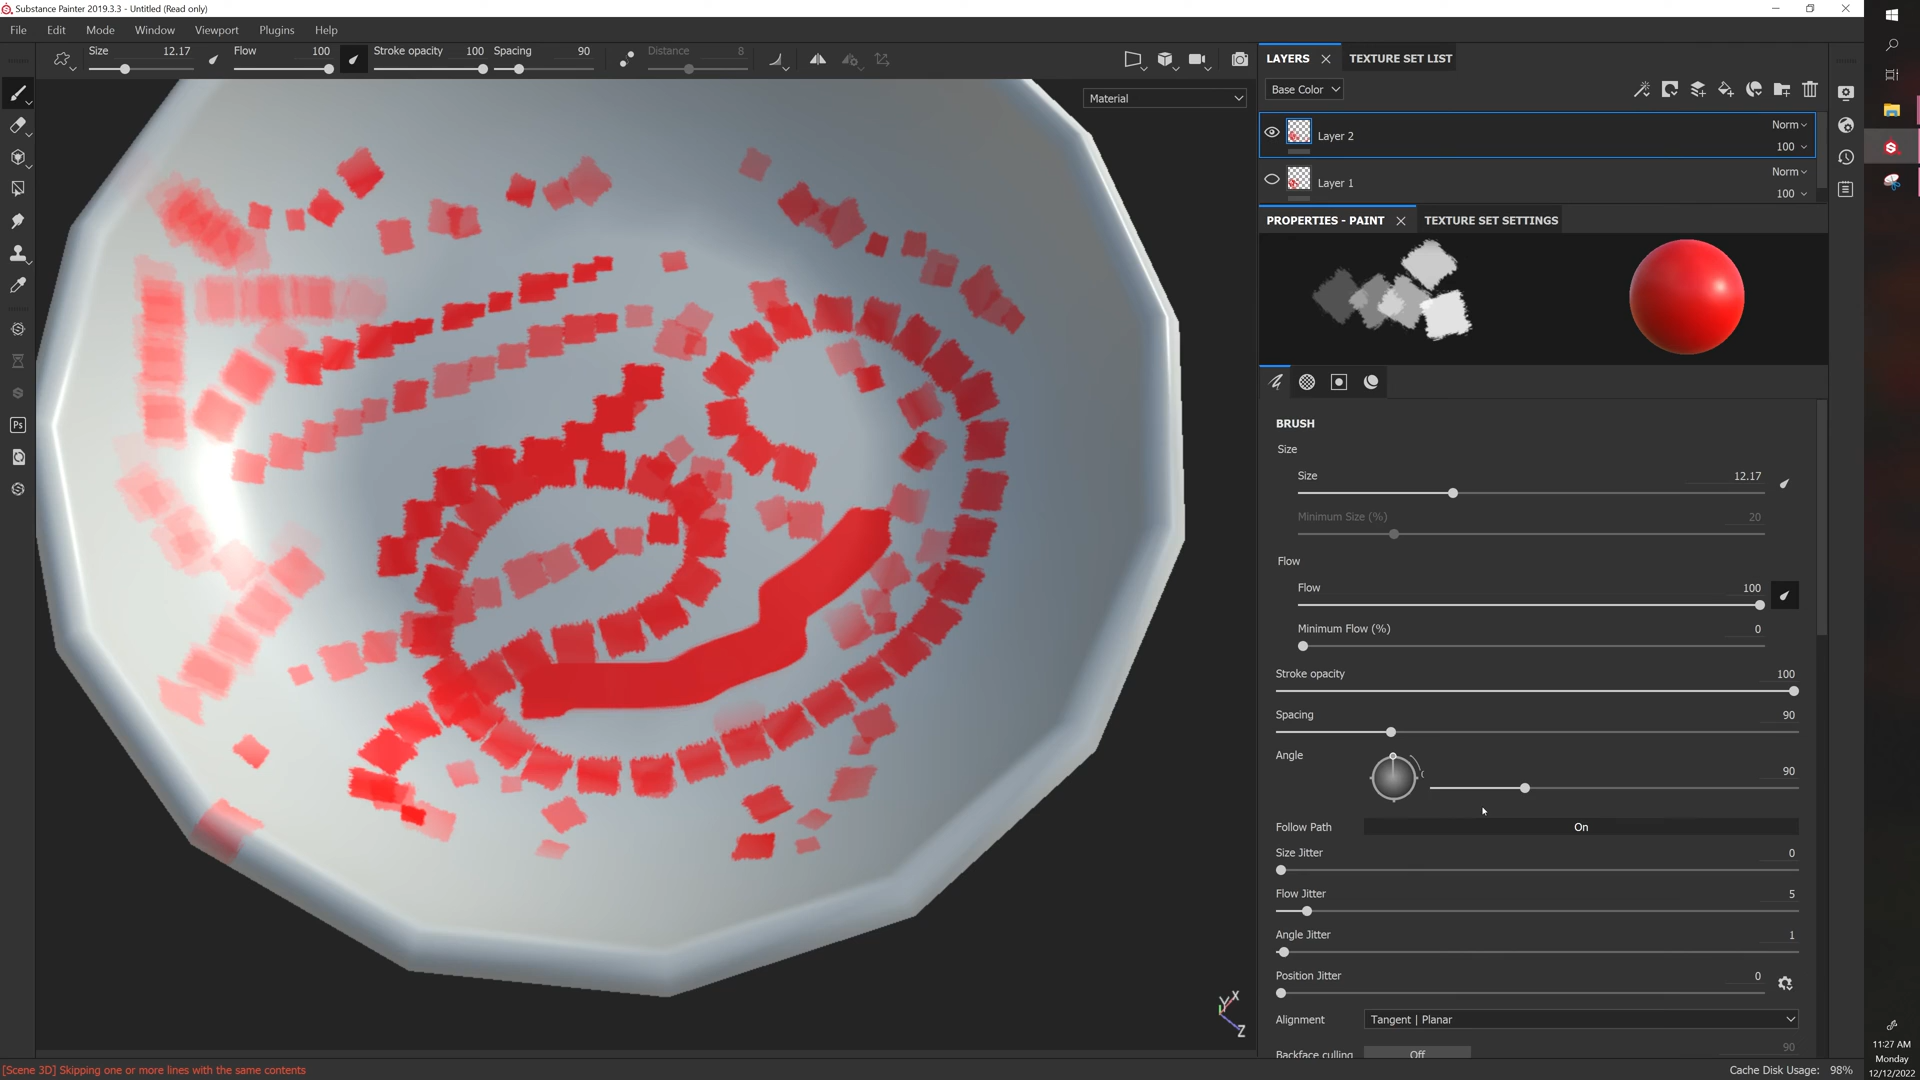 Substance Painter 2019.3.3 - Untitled (Read only)
File Edit Mode Window Viewport Plugins Help
Size 12.17 Flow 100 Stroke opacity 100 Spacing 90 Distance 8
Material
LAYERS TEXTURE SET LIST
Base Color
Layer 2 Norm
100
Layer 1 Norm
100
PROPERTIES - PAINT TEXTURE SET SETTINGS
BRUSH
Size
Size 12.17
Minimum Size (%) 20
Flow
Flow 100
Minimum Flow (%) 0
Stroke opacity 100
Spacing 90
Angle
90
Follow Path On
Size Jitter 0
Flow Jitter 5
Angle Jitter 1
Position Jitter 0
Alignment Tangent | Planar
Backface culling Off 90
Ps
Y X
Z
[Scene 3D] Skipping one or more lines with the same contents
Cache Disk Usage: 98%
11:27 AM
Monday
12/12/2022